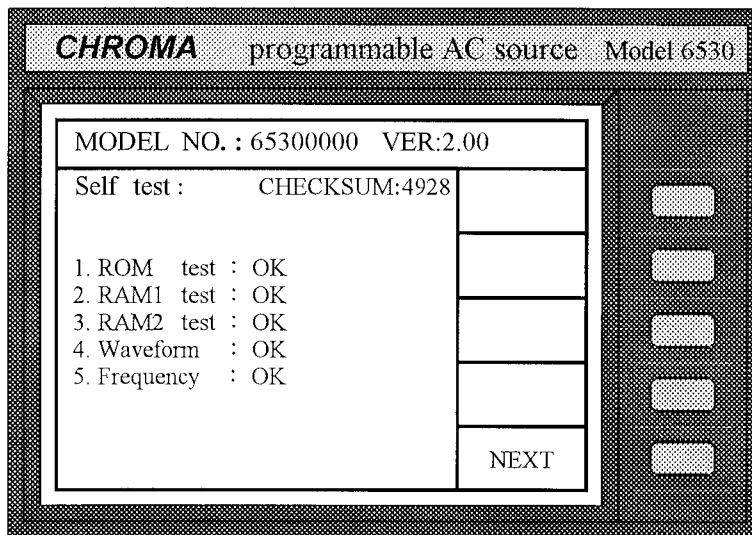 CHROMA programmable AC source Model 6530
MODEL NO. : 65300000 VER:2.00
Self test : CHECKSUM:4928
1. ROM test : OK
2. RAM1 test : OK
3. RAM2 test : OK
4. Waveform : OK
5. Frequency : OK
NEXT